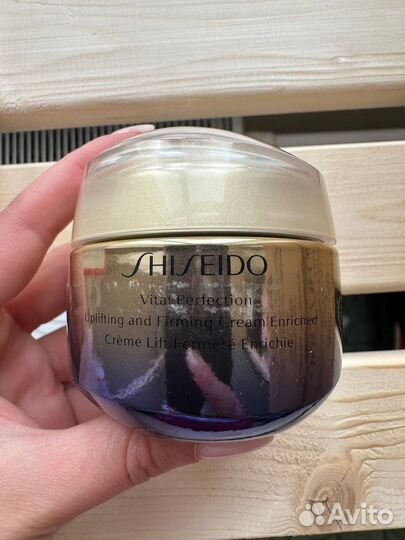 SHISEIDO
Vital Perfection
Uplifting and Firming Cream Enriched
Crème Lift Fermeté Enrichie
Avito